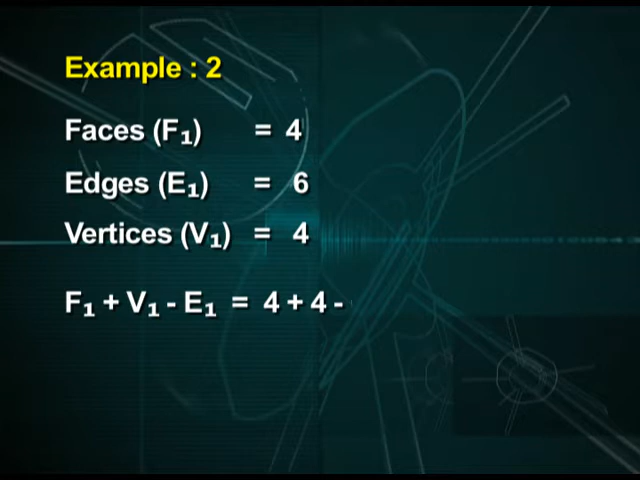 Example : 2
Faces (F₁) = 4
Edges (E₁) = 6
Vertices (V₁) = 4
F₁ + V₁ - E₁ = 4 + 4 -